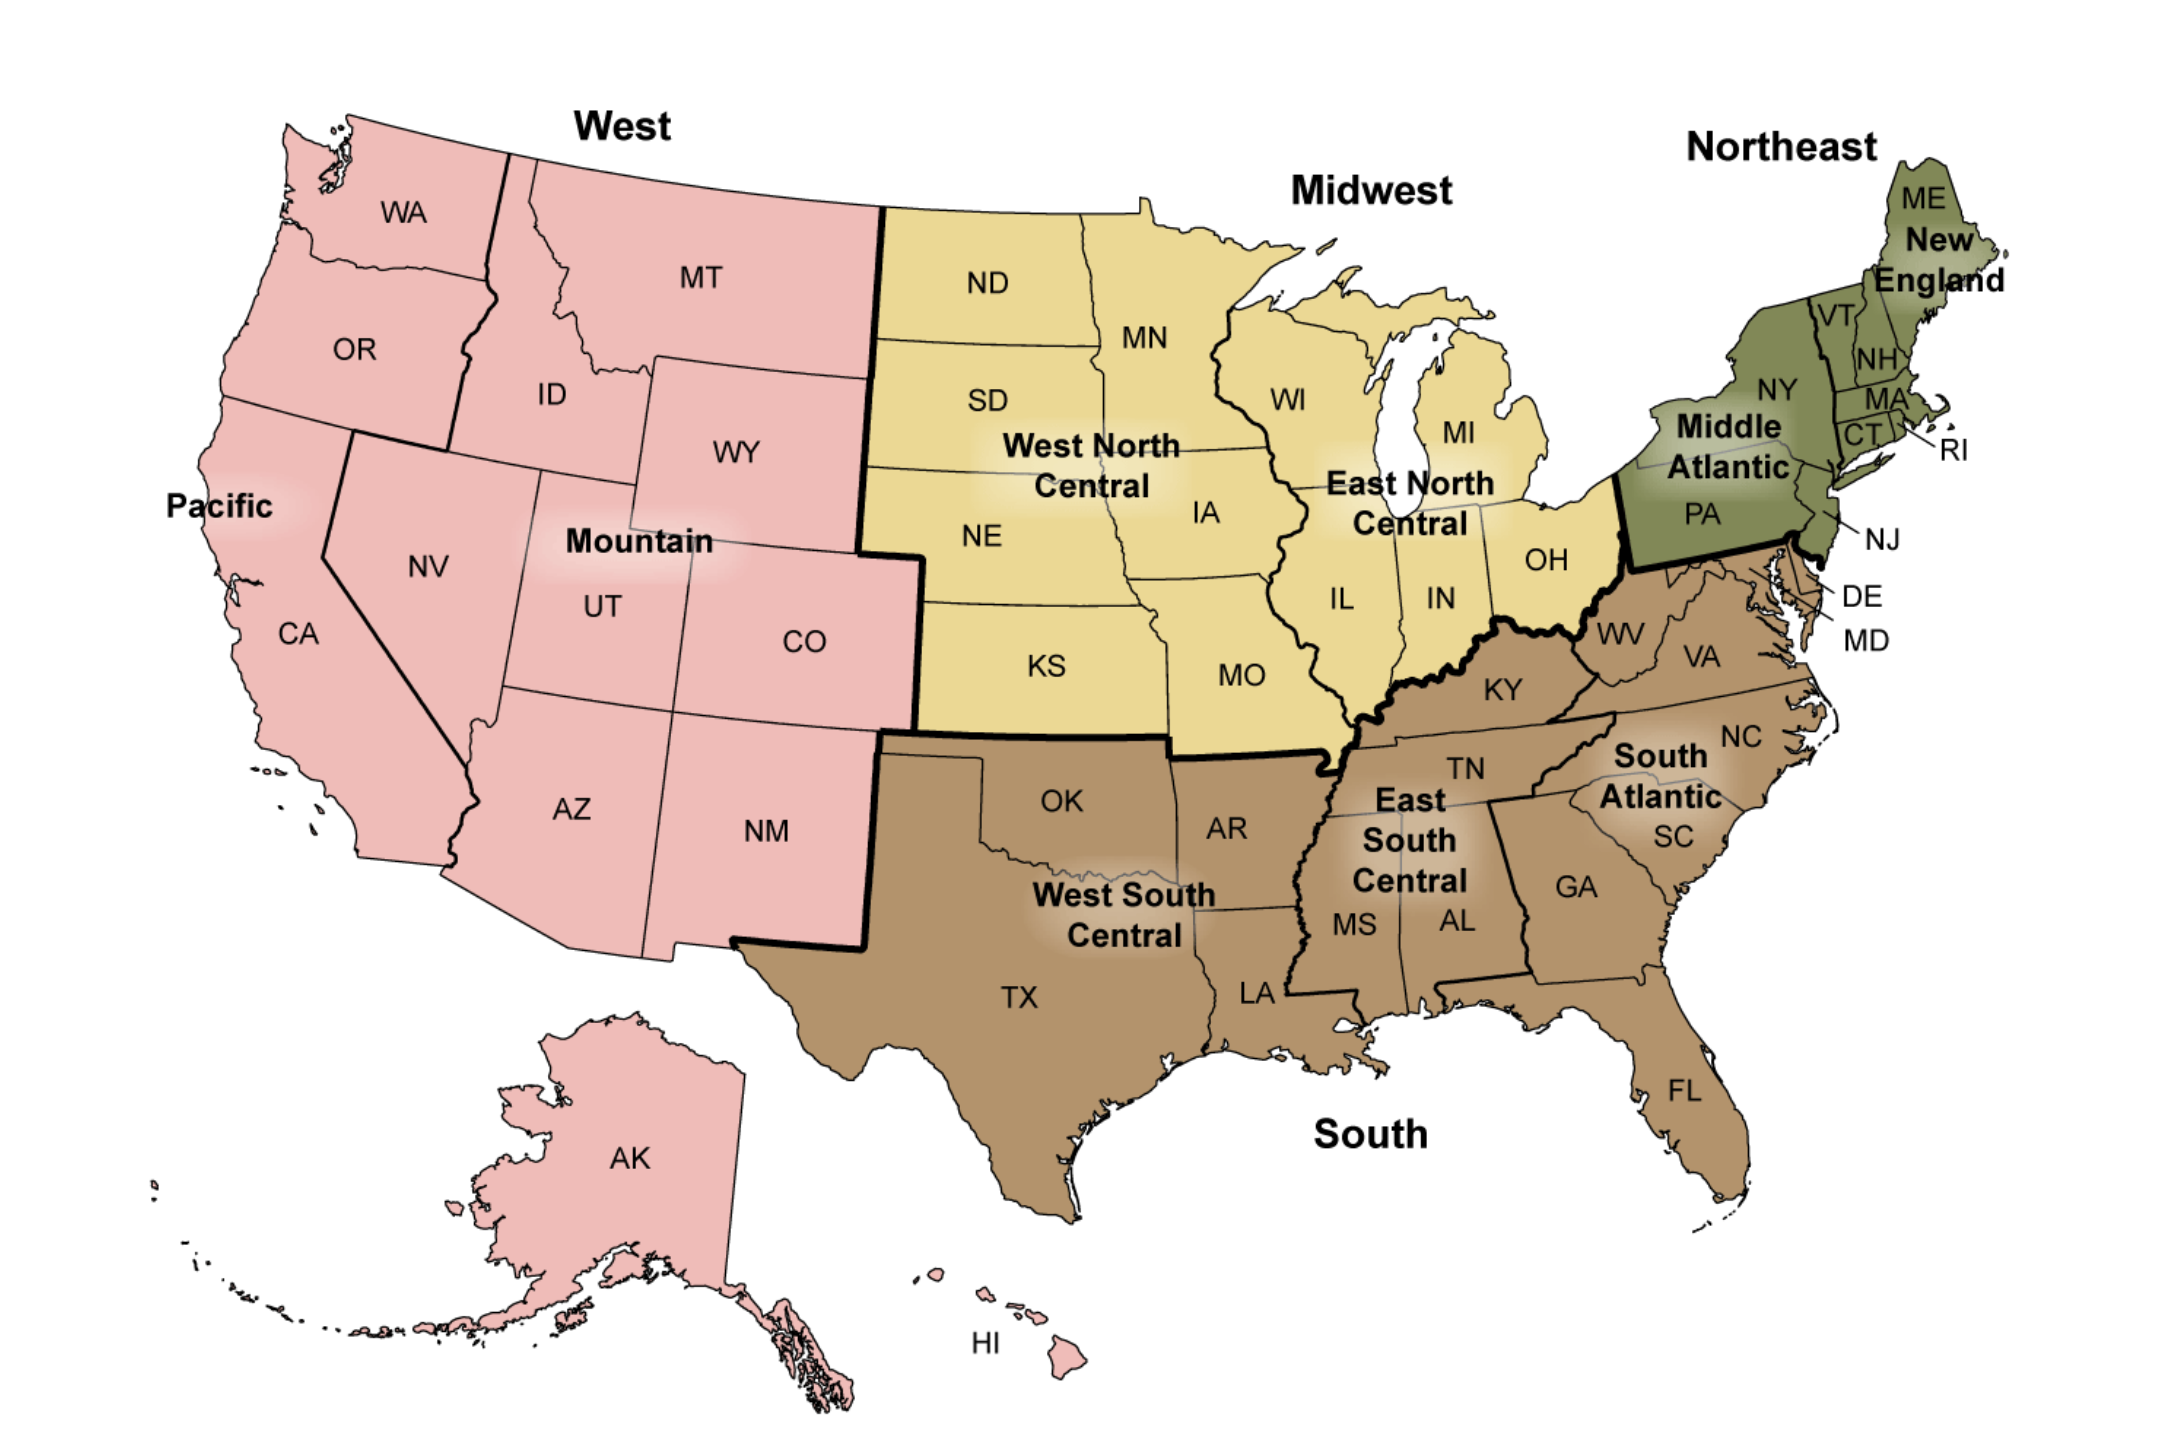 West
Northeast
Midwest
South
Pacific
Mountain
West North
Central
East North
Central
Middle
Atlantic
New
England
West South
Central
East
South
Central
South
Atlantic
WA
OR
CA
NV
ID
MT
WY
UT
CO
AZ
NM
AK
HI
ND
SD
NE
KS
MN
IA
MO
WI
MI
IL
IN
OH
ME
VT
NH
NY
MA
CT
RI
PA
NJ
DE
MD
WV
VA
KY
NC
TN
SC
GA
AL
MS
FL
OK
AR
LA
TX